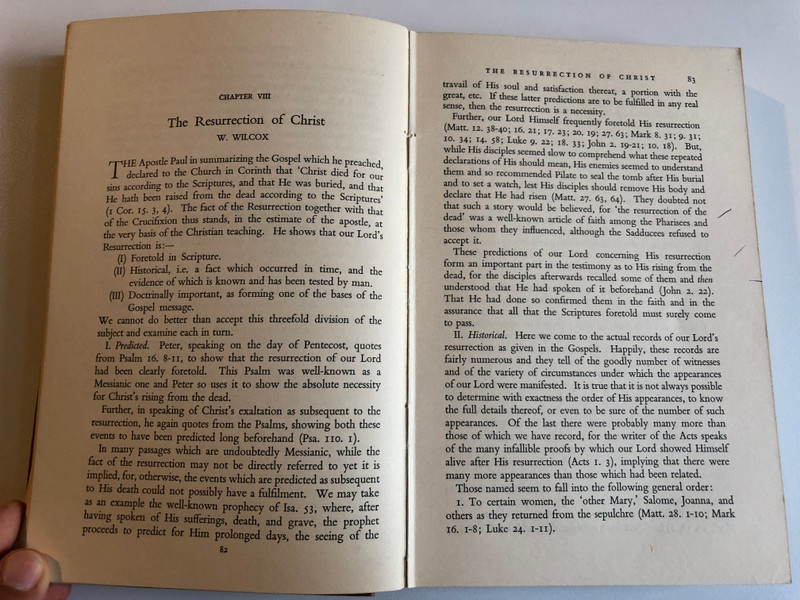 CHAPTER VIII
The Resurrection of Christ
W. WILCOX
THE Apostle Paul in summarizing the Gospel which he preached,
declared to the Church in Corinth that 'Christ died for our
sins according to the Scriptures, and that He was buried, and that
He hath been raised from the dead according to the Scriptures'
(1 Cor. 15. 3, 4). The fact of the Resurrection together with that
of the Crucifixion thus stands, in the estimate of the apostle, at
the very basis of the Christian teaching. He shows that our Lord's
Resurrection is:—
(I) Foretold in Scripture.
(II) Historical, i.e. a fact which occurred in time, and the
evidence of which is known and has been tested by man.
(III) Doctrinally important, as forming one of the bases of the
Gospel message.
We cannot do better than accept this threefold division of the
subject and examine each in turn.
I. Predicted. Peter, speaking on the day of Pentecost, quotes
from Psalm 16. 8-11, to show that the resurrection of our Lord
had been clearly foretold. This Psalm was well-known as a
Messianic one and Peter so uses it to show the absolute necessity
for Christ's rising from the dead.
Further, in speaking of Christ's exaltation as subsequent to the
resurrection, he again quotes from the Psalms, showing both these
events to have been predicted long beforehand (Psa. 110. 1).
In many passages which are undoubtedly Messianic, while the
fact of the resurrection may not be directly referred to yet it is
implied, for, otherwise, the events which are predicted as subsequent
to His death could not possibly have a fulfilment. We may take
as an example the well-known prophecy of Isa. 53, where, after
having spoken of His sufferings, death, and grave, the prophet
proceeds to predict for Him prolonged days, the seeing of the
82
THE RESURRECTION OF CHRIST 83
travail of His soul and satisfaction thereat, a portion with the
great, etc. If these latter predictions are to be fulfilled in any real
sense, then the resurrection is a necessity.
Further, our Lord Himself frequently foretold His resurrection
(Matt. 12. 38-40; 16. 21; 17. 23; 20. 19; 27. 63; Mark 8. 31; 9. 31;
10. 34; 14. 58; Luke 9. 22; 18. 33; John 2. 19-21; 10. 18). But,
while His disciples seemed slow to comprehend what these repeated
declarations of His should mean, His enemies seemed to understand
them and so recommended Pilate to seal the tomb after His burial
and to set a watch, lest His disciples should remove His body and
declare that He had risen (Matt. 27. 63, 64). They doubted not
that such a story would be believed, for 'the resurrection of the
dead' was a well-known article of faith among the Pharisees and
those whom they influenced, although the Sadducees refused to
accept it.
These predictions of our Lord concerning His resurrection
form an important part in the testimony as to His rising from the
dead, for the disciples afterwards recalled some of them and then
understood that He had spoken of it beforehand (John 2. 22).
That He had done so confirmed them in the faith and in the
assurance that all that the Scriptures foretold must surely come
to pass.
II. Historical. Here we come to the actual records of our Lord's
resurrection as given in the Gospels. Happily, these records are
fairly numerous and they tell of the goodly number of witnesses
and of the variety of circumstances under which the appearances
of our Lord were manifested. It is true that it is not always possible
to determine with exactness the order of His appearances, to know
the full details thereof, or even to be sure of the number of such
appearances. Of the last there were probably many more than
those of which we have record, for the writer of the Acts speaks
of the many infallible proofs by which our Lord showed Himself
alive after His resurrection (Acts 1. 3), implying that there were
many more appearances than those which had been related.
Those named seem to fall into the following general order:
1. To certain women, the 'other Mary,' Salome, Joanna, and
others as they returned from the sepulchre (Matt. 28. 1-10; Mark
16. 1-8; Luke 24. 1-11).